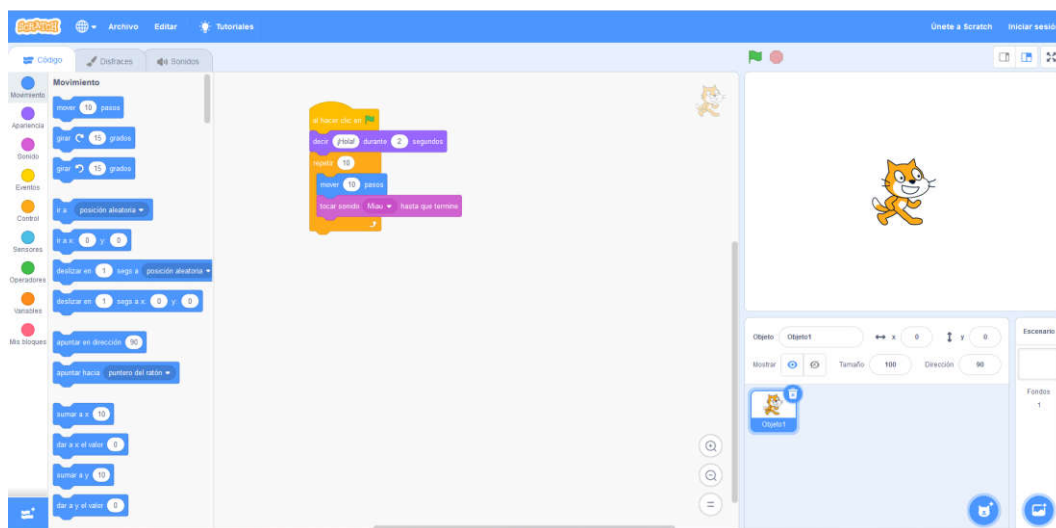 SCRATCH
Archivo Editar Tutoriales Únete a Scratch Iniciar sesió
Código Disfraces Sonidos
Movimiento
Apariencia
Sonido
Eventos
Control
Sensores
Operadores
Variables
Mis bloques
Movimiento
mover 10 pasos
girar 15 grados
girar 15 grados
ir a posición aleatoria
ir a x: 0 y: 0
deslizar en 1 segs a posición aleatoria
deslizar en 1 segs a x: 0 y: 0
apuntar en dirección 90
apuntar hacia puntero del ratón
sumar a x 10
dar a x el valor 0
sumar a y 10
dar a y el valor 0
al hacer clic en
decir ¡Hola! durante 2 segundos
repetir 10
mover 10 pasos
tocar sonido Miau hasta que termine
Objeto Objeto1 x 0 y 0
Mostrar Tamaño 100 Dirección 90
Objeto1
Escenario
Fondos
1